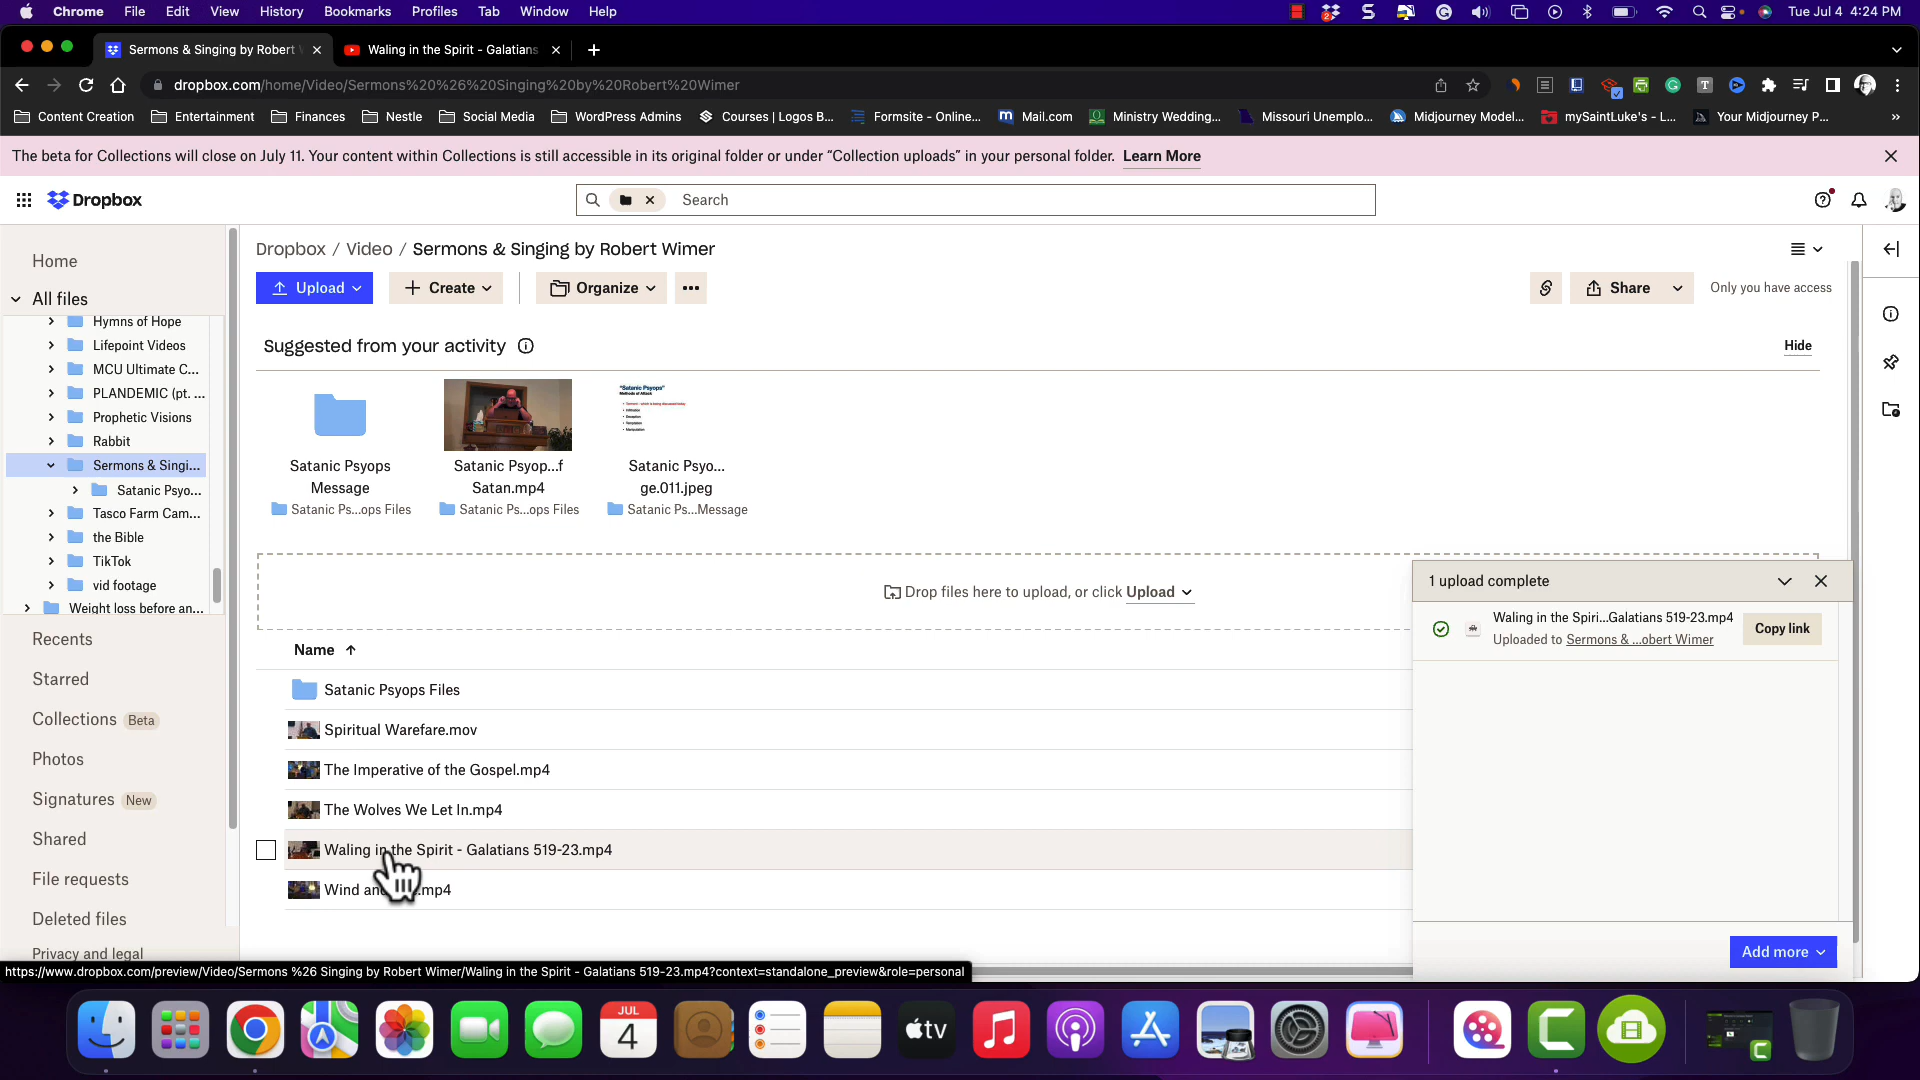 Chrome File Edit View History Bookmarks Profiles Tab Window Help
2
Tue Jul 4 4:24 PM
Sermons & Singing by Robert W
Waling in the Spirit - Galatians
dropbox.com/home/Video/Sermons%20%26%20Singing%20by%20Robert%20Wimer
Content Creation Entertainment Finances Nestle Social Media WordPress Admins Courses | Logos B... Formsite - Online... Mail.com Ministry Wedding... Missouri Unemplo... Midjourney Model... mySaintLuke's - L... Your Midjourney P... »
The beta for Collections will close on July 11. Your content within Collections is still accessible in its original folder or under “Collection uploads” in your personal folder. Learn More
Dropbox
Search
Home
All files
Hymns of Hope
Lifepoint Videos
MCU Ultimate C...
PLANDEMIC (pt. ...
Prophetic Visions
Rabbit
Sermons & Singi...
Satanic Psyo...
Tasco Farm Cam...
the Bible
TikTok
vid footage
Weight loss before an...
Recents
Starred
Collections Beta
Photos
Signatures New
Shared
File requests
Deleted files
Privacy and legal
Dropbox / Video / Sermons & Singing by Robert Wimer
Upload
Create
Organize
Share
Only you have access
Suggested from your activity
Hide
"Satanic Psyops"
Methods of Attack
Satanic Psyops Message
Satanic Ps...ops Files
Satanic Psyop...f Satan.mp4
Satanic Ps...ops Files
Satanic Psyo... ge.011.jpeg
Satanic Ps...Message
Drop files here to upload, or click Upload
Name
Satanic Psyops Files
Spiritual Warefare.mov
The Imperative of the Gospel.mp4
The Wolves We Let In.mp4
Waling in the Spirit - Galatians 519-23.mp4
Wind an .mp4
1 upload complete
Waling in the Spiri...Galatians 519-23.mp4
Uploaded to Sermons & ...obert Wimer
Copy link
Add more
https://www.dropbox.com/preview/Video/Sermons %26 Singing by Robert Wimer/Waling in the Spirit - Galatians 519-23.mp4?context=standalone_preview&role=personal
JUL
4
tv